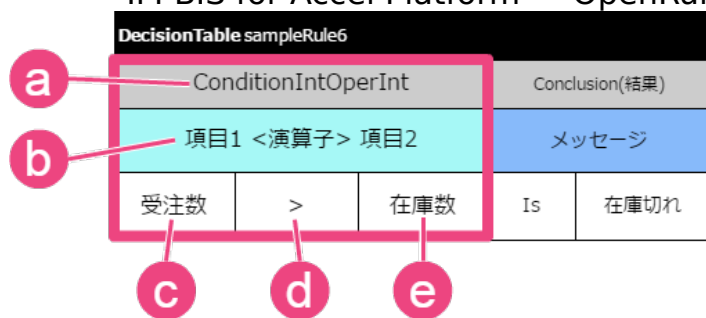 IM-BIS for Accel Platform — OpenRul
DecisionTable sampleRule6
a ConditionIntOperInt Conclusion(結果)
b 項目1 <演算子> 項目2 メッセージ
受注数 > 在庫数 Is 在庫切れ
c d e